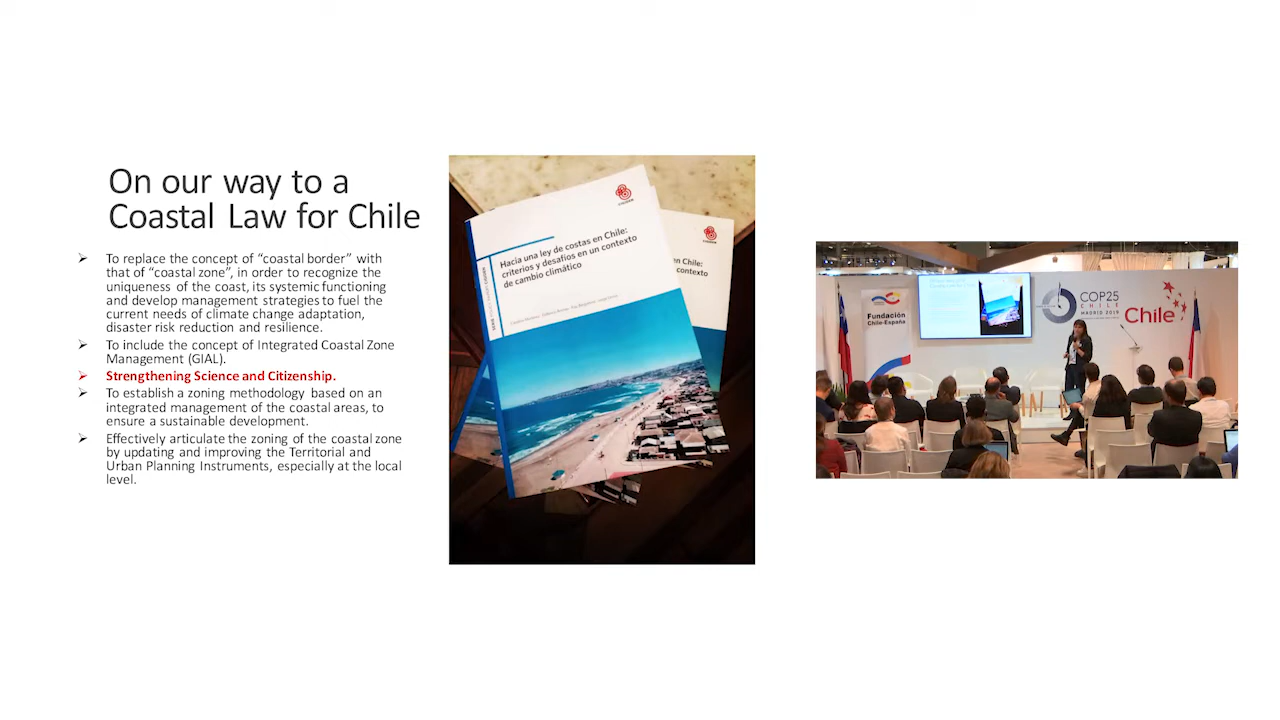 On our way to a
Coastal Law for Chile
To replace the concept of “coastal border” with
that of “coastal zone”, in order to recognize the
uniqueness of the coast, its systemic functioning
and develop management strategies to fuel the
current needs of climate change adaptation,
disaster risk reduction and resilience.
To include the concept of Integrated Coastal Zone
Management (GIAL).
Strengthening Science and Citizenship.
To establish a zoning methodology based on an
integrated management of the coastal areas, to
ensure a sustainable development.
Effectively articulate the zoning of the coastal zone
by updating and improving the Territorial and
Urban Planning Instruments, especially at the local
level.
Hacia una ley de costas en Chile:
criterios y desafíos en un contexto
de cambio climático
en Chile:
contexto
Fundación
Chile-España
COP25
CHILE
MADRID 2019
Chile